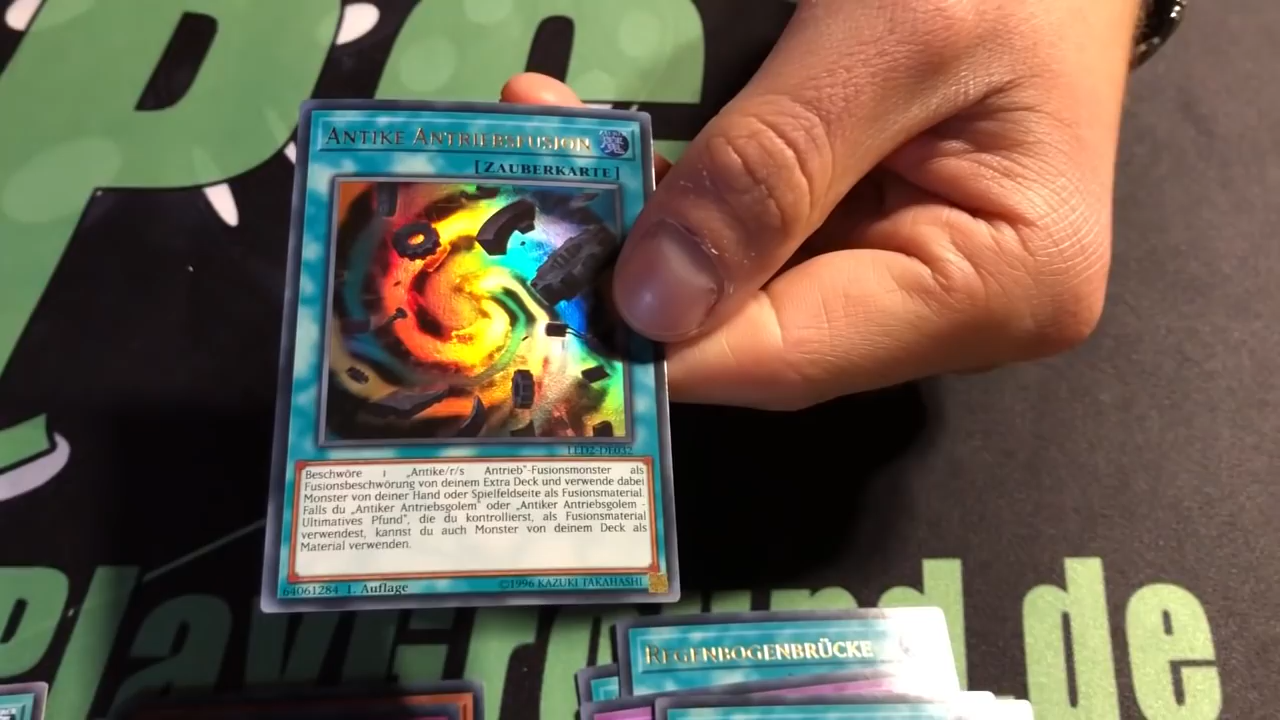 Antike Antriebsfusion
[Zauberkarte]
LED2-DE032
Beschwöre 1 „Antike/r/s Antrieb"-Fusionsmonster als
Fusionsbeschwörung von deinem Extra Deck und verwende dabei
Monster von deiner Hand oder Spielfeldseite als Fusionsmaterial.
Falls du „Antiker Antriebsgolem" oder „Antiker Antriebsgolem -
Ultimatives Pfund", die du kontrollierst, als Fusionsmaterial
verwendest, kannst du auch Monster von deinem Deck als
Material verwenden.
64061284 1. Auflage ©1996 KAZUKI TAKAHASHI
Regenbogenbrücke